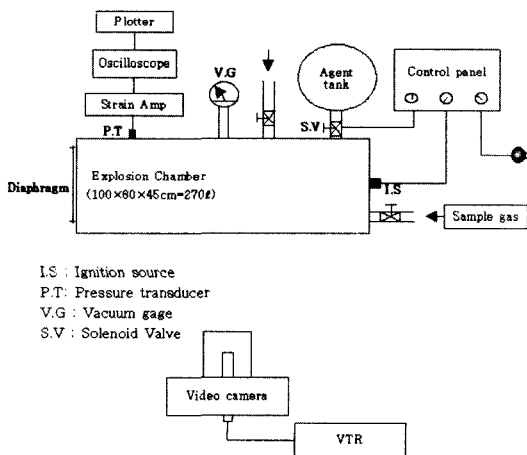 Plotter
Oscilloscope
Strain Amp
P.T
V.G
Agent
tank
S.V
Control panel
Diaphragm
Explosion Chamber
(100×80×45cm=270ℓ)
I.S
Sample gas
I.S : Ignition source
P.T: Pressure transducer
V.G : Vacuum gage
S.V : Solenoid Valve
Video camera
VTR